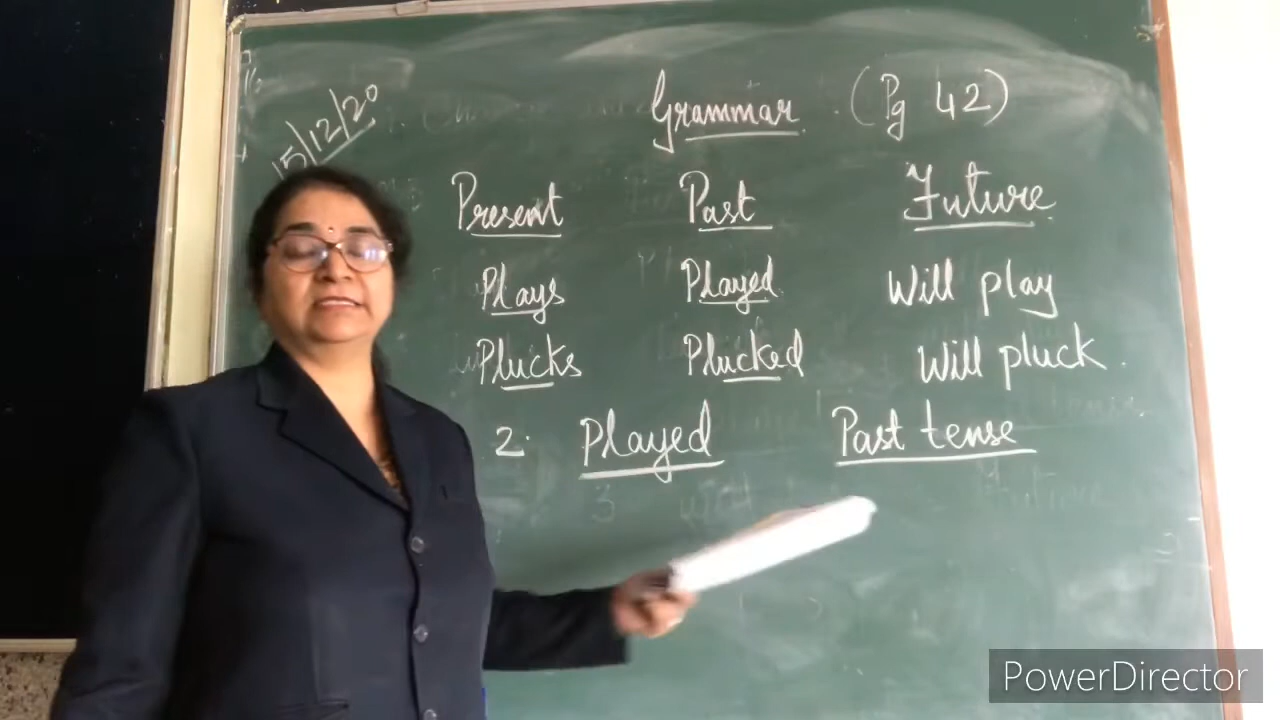 15/12/20
Grammar. (Pg 42)
Present Past Future
Plays Played Will play
Plucks Plucked Will pluck.
2. Played Past tense
PowerDirector